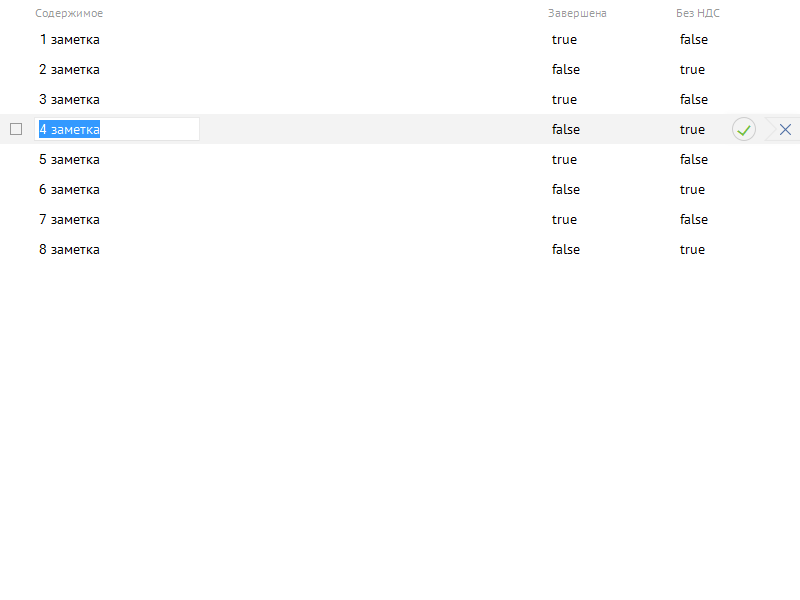 Содержимое Завершена Без НДС
1 заметка true false
2 заметка false true
3 заметка true false
4 заметка false true
5 заметка true false
6 заметка false true
7 заметка true false
8 заметка false true